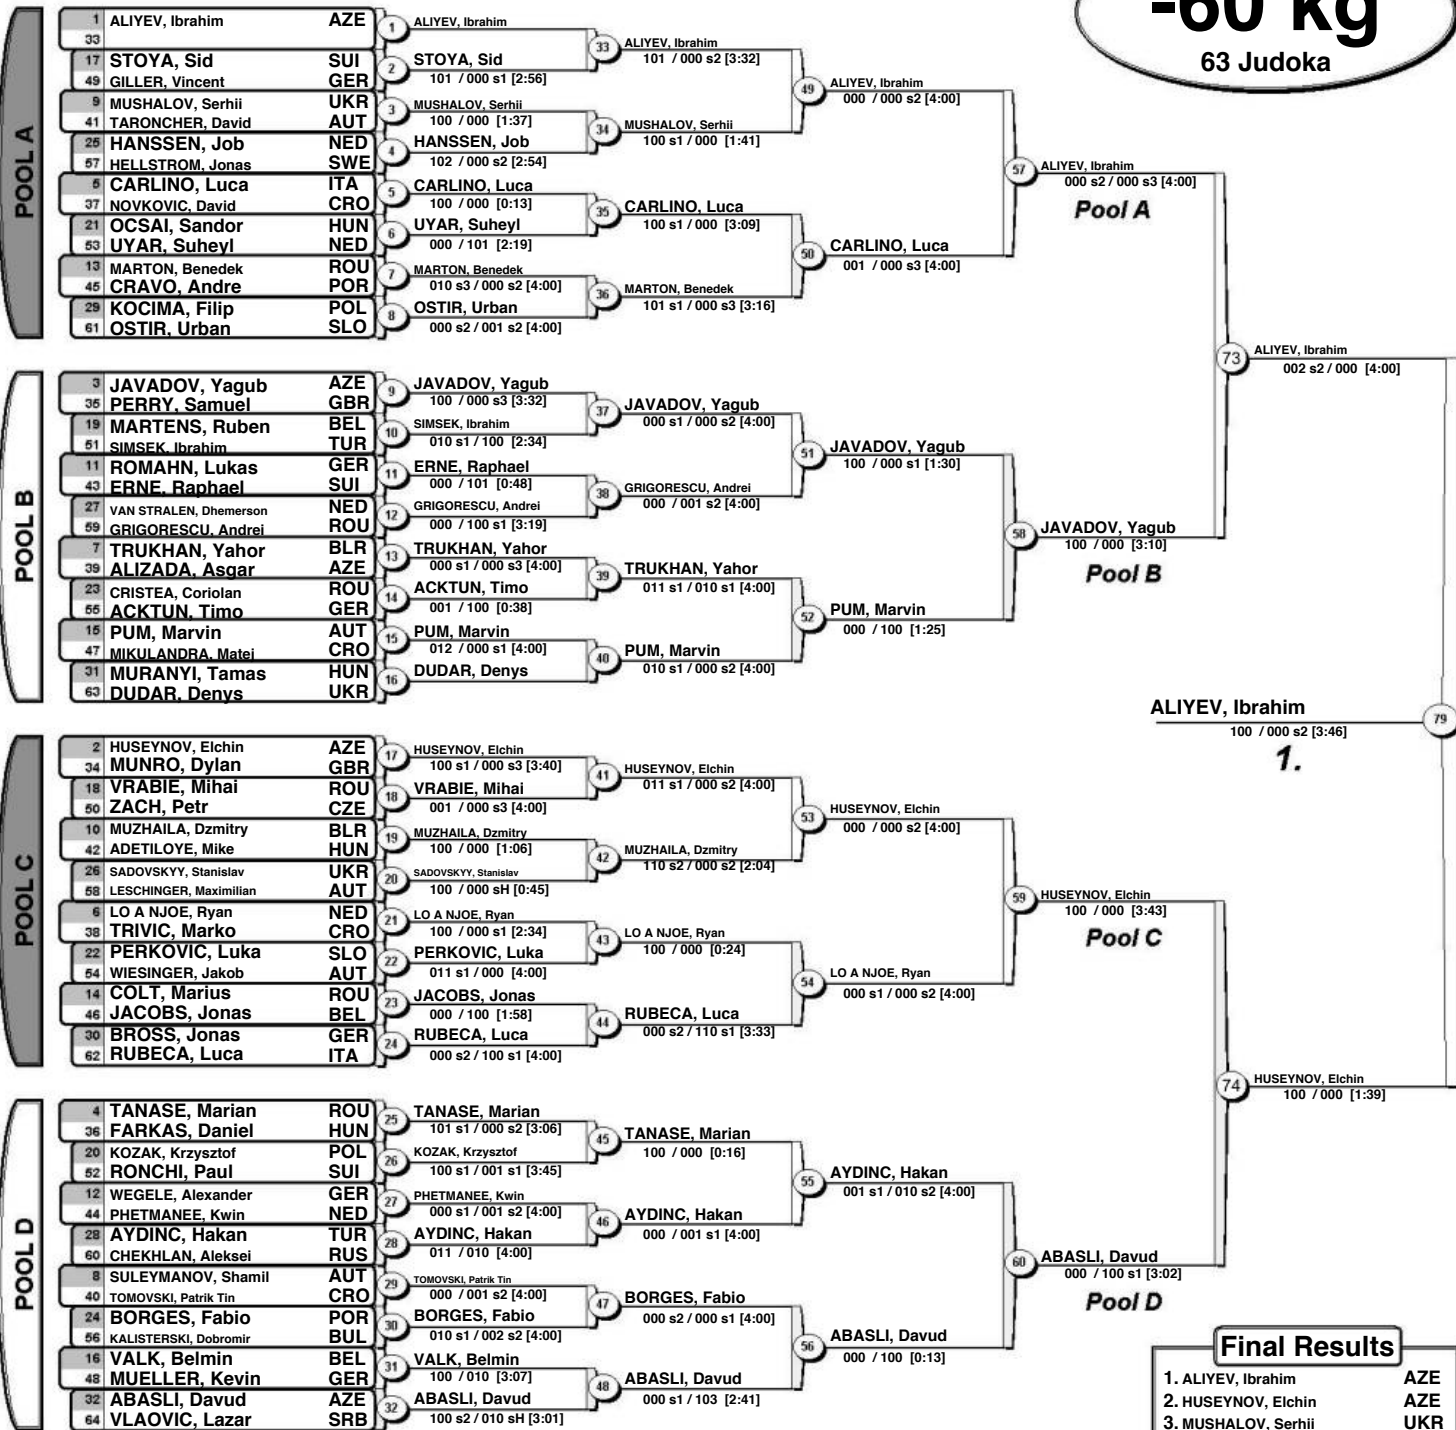 -60 kg
63 Judoka
POOL A
1 ALIYEV, Ibrahim AZE
33
17 STOYA, Sid SUI
49 GILLER, Vincent GER
9 MUSHALOV, Serhii UKR
41 TARONCHER, David AUT
25 HANSSEN, Job NED
57 HELLSTROM, Jonas SWE
5 CARLINO, Luca ITA
37 NOVKOVIC, David CRO
21 OCSAI, Sandor HUN
53 UYAR, Suheyl NED
13 MARTON, Benedek ROU
45 CRAVO, Andre POR
29 KOCIMA, Filip POL
61 OSTIR, Urban SLO
1 ALIYEV, Ibrahim
2 STOYA, Sid
101 / 000 s1 [2:56]
3 MUSHALOV, Serhii
100 / 000 [1:37]
4 HANSSEN, Job
102 / 000 s2 [2:54]
5 CARLINO, Luca
100 / 000 [0:13]
6 UYAR, Suheyl
000 / 101 [2:19]
7 MARTON, Benedek
010 s3 / 000 s2 [4:00]
8 OSTIR, Urban
000 s2 / 001 s2 [4:00]
33 ALIYEV, Ibrahim
101 / 000 s2 [3:32]
34 MUSHALOV, Serhii
100 s1 / 000 [1:41]
35 CARLINO, Luca
100 s1 / 000 [3:09]
36 MARTON, Benedek
101 s1 / 000 s3 [3:16]
49 ALIYEV, Ibrahim
000 / 000 s2 [4:00]
50 CARLINO, Luca
001 / 000 s3 [4:00]
57 ALIYEV, Ibrahim
000 s2 / 000 s3 [4:00]
Pool A
POOL B
3 JAVADOV, Yagub AZE
35 PERRY, Samuel GBR
19 MARTENS, Ruben BEL
51 SIMSEK, Ibrahim TUR
11 ROMAHN, Lukas GER
43 ERNE, Raphael SUI
27 VAN STRALEN, Dhemerson NED
59 GRIGORESCU, Andrei ROU
7 TRUKHAN, Yahor BLR
39 ALIZADA, Asgar AZE
23 CRISTEA, Coriolan ROU
55 ACKTUN, Timo GER
15 PUM, Marvin AUT
47 MIKULANDRA, Matej CRO
31 MURANYI, Tamas HUN
63 DUDAR, Denys UKR
9 JAVADOV, Yagub
100 / 000 s3 [3:32]
10 SIMSEK, Ibrahim
010 s1 / 100 [2:34]
11 ERNE, Raphael
000 / 101 [0:48]
12 GRIGORESCU, Andrei
000 / 100 s1 [3:19]
13 TRUKHAN, Yahor
000 s1 / 000 s3 [4:00]
14 ACKTUN, Timo
001 / 100 [0:38]
15 PUM, Marvin
012 / 000 s1 [4:00]
16 DUDAR, Denys
37 JAVADOV, Yagub
000 s1 / 000 s2 [4:00]
38 GRIGORESCU, Andrei
000 / 001 s2 [4:00]
39 TRUKHAN, Yahor
011 s1 / 010 s1 [4:00]
40 PUM, Marvin
010 s1 / 000 s2 [4:00]
51 JAVADOV, Yagub
100 / 000 s1 [1:30]
52 PUM, Marvin
000 / 100 [1:25]
58 JAVADOV, Yagub
100 / 000 [3:10]
Pool B
73 ALIYEV, Ibrahim
002 s2 / 000 [4:00]
ALIYEV, Ibrahim 79
100 / 000 s2 [3:46]
1.
POOL C
2 HUSEYNOV, Elchin AZE
34 MUNRO, Dylan GBR
18 VRABIE, Mihai ROU
50 ZACH, Petr CZE
10 MUZHAILA, Dzmitry BLR
42 ADETILOYE, Mike HUN
26 SADOVSKYY, Stanislav UKR
58 LESCHINGER, Maximilian AUT
6 LO A NJOE, Ryan NED
38 TRIVIC, Marko CRO
22 PERKOVIC, Luka SLO
54 WIESINGER, Jakob AUT
14 COLT, Marius ROU
46 JACOBS, Jonas BEL
30 BROSS, Jonas GER
62 RUBECA, Luca ITA
17 HUSEYNOV, Elchin
100 s1 / 000 s3 [3:40]
18 VRABIE, Mihai
001 / 000 s3 [4:00]
19 MUZHAILA, Dzmitry
100 / 000 [1:06]
20 SADOVSKYY, Stanislav
100 / 000 sH [0:45]
21 LO A NJOE, Ryan
100 / 000 s1 [2:34]
22 PERKOVIC, Luka
011 s1 / 000 [4:00]
23 JACOBS, Jonas
000 / 100 [1:58]
24 RUBECA, Luca
000 s2 / 100 s1 [4:00]
41 HUSEYNOV, Elchin
011 s1 / 000 s2 [4:00]
42 MUZHAILA, Dzmitry
110 s2 / 000 s2 [2:04]
43 LO A NJOE, Ryan
100 / 000 [0:24]
44 RUBECA, Luca
000 s2 / 110 s1 [3:33]
53 HUSEYNOV, Elchin
000 / 000 s2 [4:00]
54 LO A NJOE, Ryan
000 s1 / 000 s2 [4:00]
59 HUSEYNOV, Elchin
100 / 000 [3:43]
Pool C
74 HUSEYNOV, Elchin
100 / 000 [1:39]
POOL D
4 TANASE, Marian ROU
36 FARKAS, Daniel HUN
20 KOZAK, Krzysztof POL
52 RONCHI, Paul SUI
12 WEGELE, Alexander GER
44 PHETMANEE, Kwin NED
28 AYDINC, Hakan TUR
60 CHEKHLAN, Aleksei RUS
8 SULEYMANOV, Shamil AUT
40 TOMOVSKI, Patrik Tin CRO
24 BORGES, Fabio POR
56 KALISTERSKI, Dobromir BUL
16 VALK, Belmin BEL
48 MUELLER, Kevin GER
32 ABASLI, Davud AZE
64 VLAOVIC, Lazar SRB
25 TANASE, Marian
101 s1 / 000 s2 [3:06]
26 KOZAK, Krzysztof
100 s1 / 001 s1 [3:45]
27 PHETMANEE, Kwin
000 s1 / 001 s2 [4:00]
28 AYDINC, Hakan
011 / 010 [4:00]
29 TOMOVSKI, Patrik Tin
000 / 001 s2 [4:00]
30 BORGES, Fabio
010 s1 / 002 s2 [4:00]
31 VALK, Belmin
100 / 010 [3:07]
32 ABASLI, Davud
100 s2 / 010 sH [3:01]
45 TANASE, Marian
100 / 000 [0:16]
46 AYDINC, Hakan
000 / 001 s1 [4:00]
47 BORGES, Fabio
000 s2 / 000 s1 [4:00]
48 ABASLI, Davud
000 s1 / 103 [2:41]
55 AYDINC, Hakan
001 s1 / 010 s2 [4:00]
56 ABASLI, Davud
000 / 100 [0:13]
60 ABASLI, Davud
000 / 100 s1 [3:02]
Pool D
Final Results
1. ALIYEV, Ibrahim AZE
2. HUSEYNOV, Elchin AZE
3. MUSHALOV, Serhii UKR